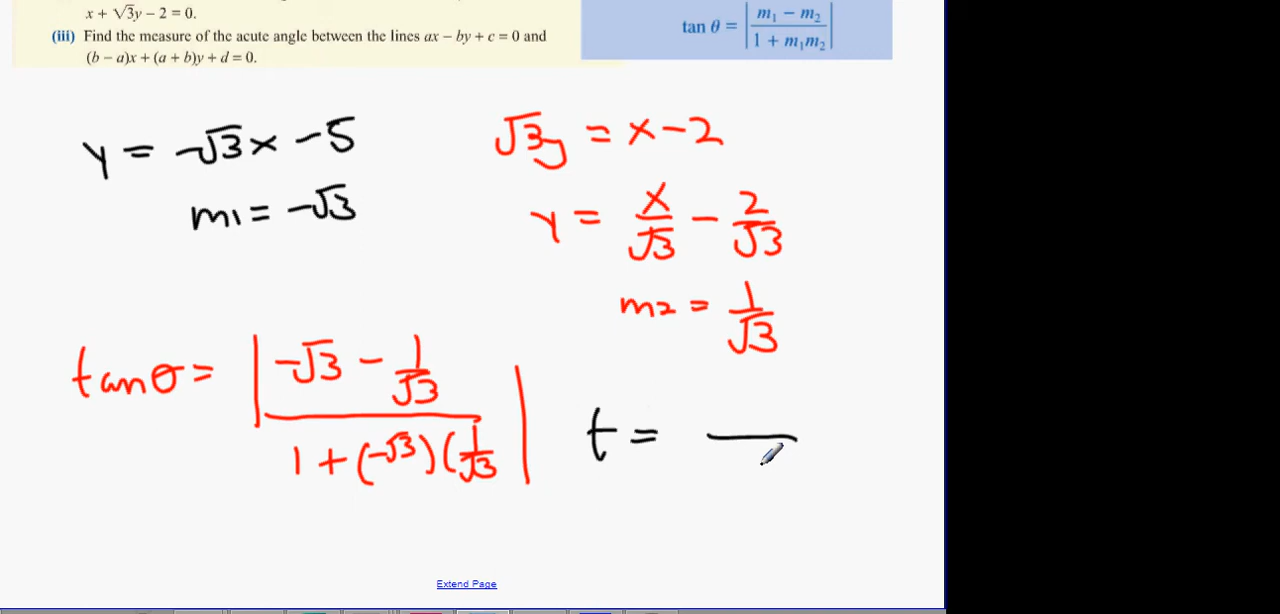 x + √3y − 2 = 0.
(iii) Find the measure of the acute angle between the lines ax − by + c = 0 and
(b − a)x + (a + b)y + d = 0.
tan θ = | (m₁ − m₂) / (1 + m₁m₂) |
y = -√3x - 5
m1 = -√3
√3y = x - 2
y = x/√3 - 2/√3
m2 = 1/√3
tanθ = | (-√3 - 1/√3) / (1 + (-√3)(1/√3 |
t =
Extend Page